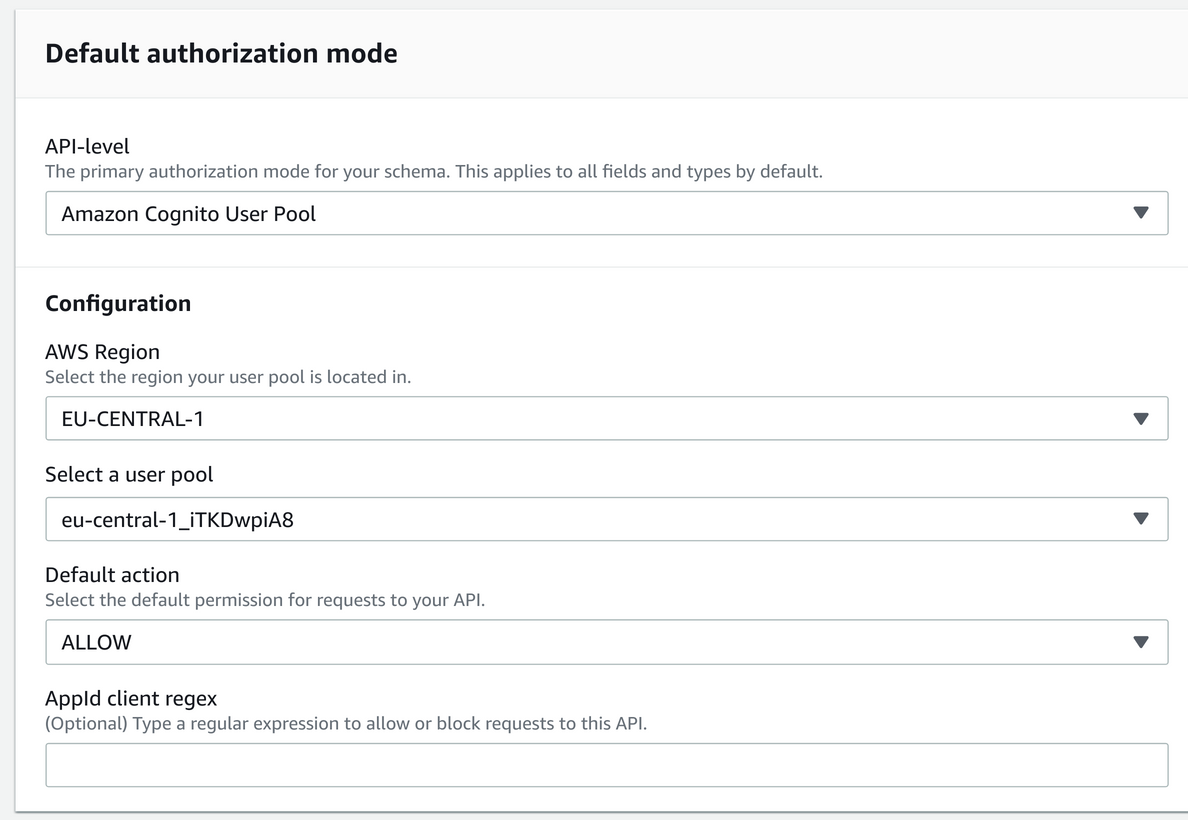 Default authorization mode
API-level
The primary authorization mode for your schema. This applies to all fields and types by default.
Amazon Cognito User Pool
Configuration
AWS Region
Select the region your user pool is located in.
EU-CENTRAL-1
Select a user pool
eu-central-1_iTKDwpiA8
Default action
Select the default permission for requests to your API.
ALLOW
AppId client regex
(Optional) Type a regular expression to allow or block requests to this API.